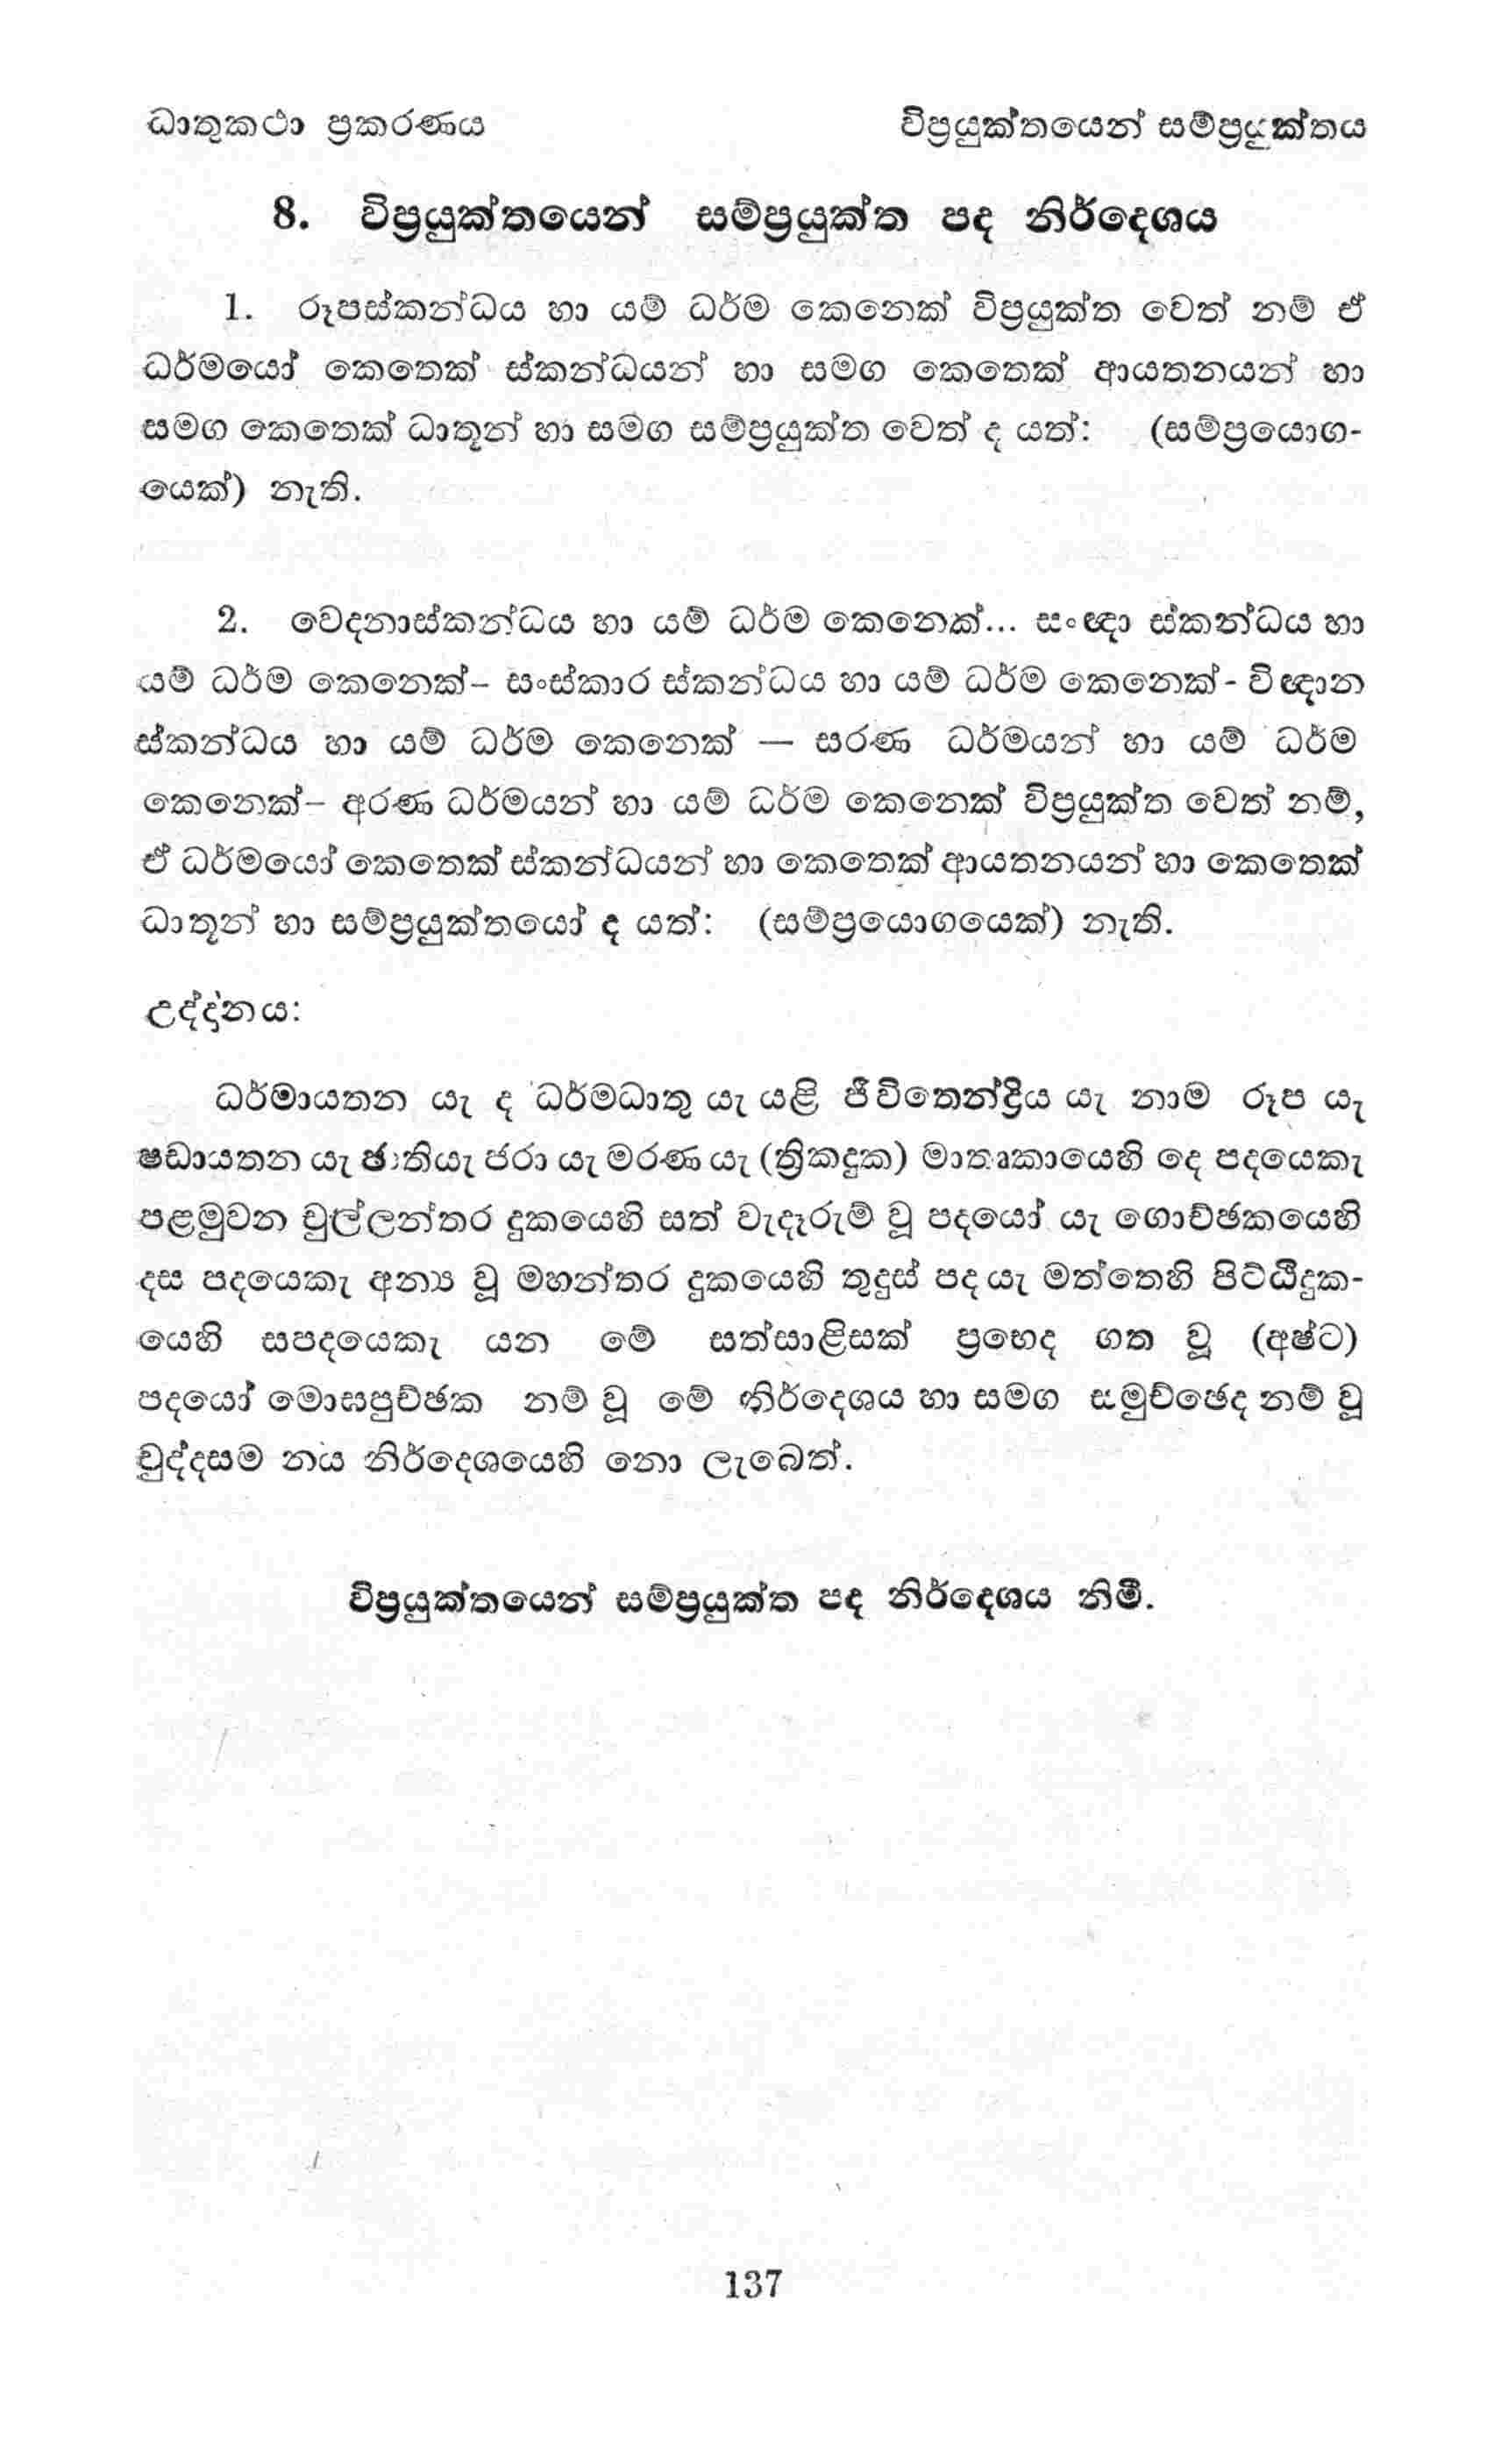 ධාතුකථා ප්‍රකරණය
විප්‍රයුක්තයෙන් සම්ප්‍රයුක්තය
8. විප්‍රයුක්තයෙන් සම්ප්‍රයුක්ත පද නිර්දෙශය
1. රූපස්කන්ධය හා යම් ධර්ම කෙනෙක් විප්‍රයුක්ත වෙත් නම් ඒ
ධර්මයෝ කෙතෙක් ස්කන්ධයන් හා සමග කෙතෙක් ආයතනයන් හා
සමග කෙතෙක් ධාතූන් හා සමග සම්ප්‍රයුක්ත වෙත් ද යත්: (සම්ප්‍රයොග-
යෙක්) නැති.
2. වෙදනාස්කන්ධය හා යම් ධර්ම කෙනෙක්... සංඥා ස්කන්ධය හා
යම් ධර්ම කෙනෙක්- සංස්කාර ස්කන්ධය හා යම් ධර්ම කෙනෙක්- විඥාන
ස්කන්ධය හා යම් ධර්ම කෙනෙක් — සරණ ධර්මයන් හා යම් ධර්ම
කෙනෙක්- අරණ ධර්මයන් හා යම් ධර්ම කෙනෙක් විප්‍රයුක්ත වෙත් නම්,
ඒ ධර්මයෝ කෙතෙක් ස්කන්ධයන් හා කෙතෙක් ආයතනයන් හා කෙතෙක්
ධාතූන් හා සම්ප්‍රයුක්තයෝ ද යත්: (සම්ප්‍රයොගයෙක්) නැති.
උද්දානය:
ධර්මායතන යැ ද ධර්මධාතු යැ යළි ජීවිතෙන්ද්‍රිය යැ නාම රූප යැ
ෂඩායතන යැ ජාතියැ ජරා යැ මරණ යැ (ත්‍රිකදුක) මාතෘකායෙහි දෙ පදයෙකැ
පළමුවන චුල්ලන්තර දුකයෙහි සත් වැදෑරුම් වූ පදයෝ යැ ගොච්ඡකයෙහි
දස පදයෙකැ අන්‍ය වූ මහන්තර දුකයෙහි තුදුස් පද යැ මත්තෙහි පිට්ඨිදුක-
යෙහි සපදයෙකැ යන මේ සත්සාළිසක් ප්‍රභෙද ගත වූ (අෂ්ට)
පදයෝ මොඝපුච්ඡක නම් වූ මේ නිර්දෙශය හා සමග සමුච්ඡෙද නම් වූ
චුද්දසම නය නිර්දෙශයෙහි නො ලැබෙත්.
විප්‍රයුක්තයෙන් සම්ප්‍රයුක්ත පද නිර්දෙශය නිමි.
137